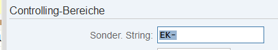 Controlling-Bereiche
Sonder. String: EK~